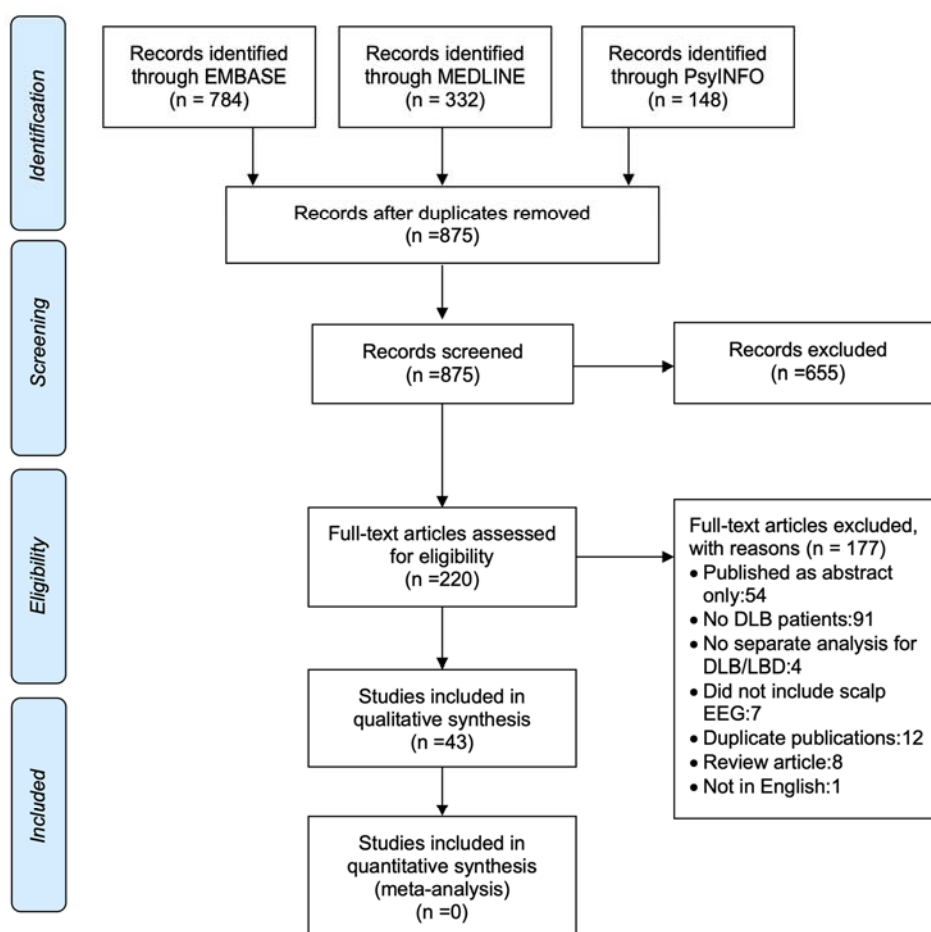 Identification
Records identified
through EMBASE
(n = 784)
Records identified
through MEDLINE
(n = 332)
Records identified
through PsyINFO
(n = 148)
Records after duplicates removed
(n =875)
Screening
Records screened
(n =875)
Records excluded
(n =655)
Eligibility
Full-text articles assessed
for eligibility
(n =220)
Full-text articles excluded,
with reasons (n = 177)
• Published as abstract
only:54
• No DLB patients:91
• No separate analysis for
DLB/LBD:4
• Did not include scalp
EEG:7
• Duplicate publications:12
• Review article:8
• Not in English:1
Included
Studies included in
qualitative synthesis
(n =43)
Studies included in
quantitative synthesis
(meta-analysis)
(n =0)